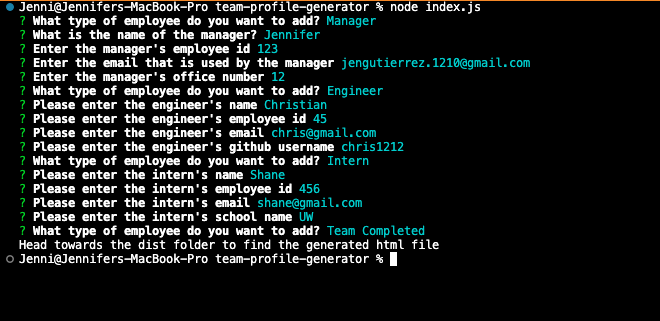 Jenni@Jennifers-MacBook-Pro team-profile-generator % node index.js
? What type of employee do you want to add? Manager
? What is the name of the manager? Jennifer
? Enter the manager's employee id 123
? Enter the email that is used by the manager jengutierrez.1210@gmail.com
? Enter the manager's office number 12
? What type of employee do you want to add? Engineer
? Please enter the engineer's name Christian
? Please enter the engineer's employee id 45
? Please enter the engineer's email chris@gmail.com
? Please enter the engineer's github username chris1212
? What type of employee do you want to add? Intern
? Please enter the intern's name Shane
? Please enter the intern's employee id 456
? Please enter the intern's email shane@gmail.com
? Please enter the intern's school name UW
? What type of employee do you want to add? Team Completed
Head towards the dist folder to find the generated html file
Jenni@Jennifers-MacBook-Pro team-profile-generator %